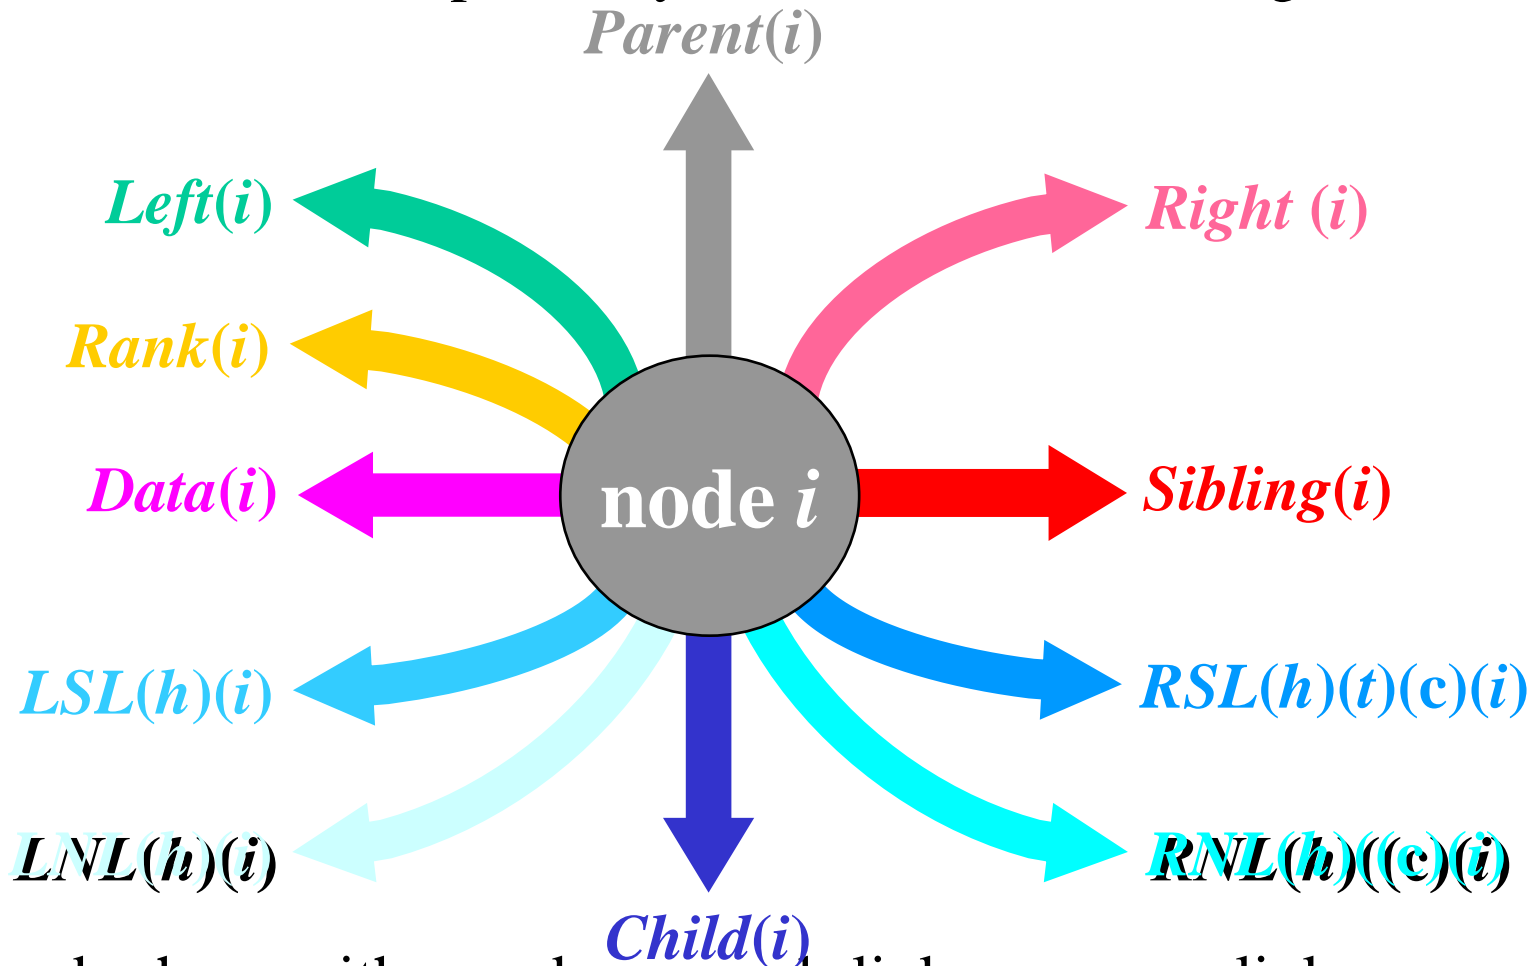 Parent(i)
Left(i)
Right (i)
Rank(i)
Data(i)
node i
Sibling(i)
LSL(h)(i)
RSL(h)(t)(c)(i)
LNL(h)(i)
RNL(h)((c)(i)
Child(i)